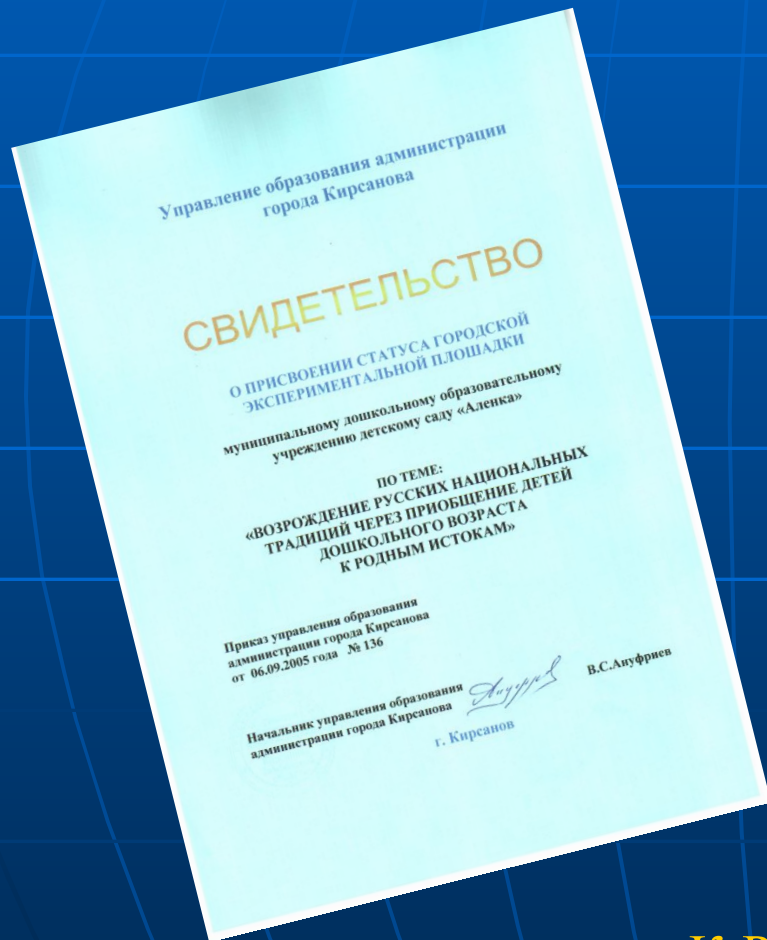 Управление образования администрации
города Кирсанова
СВИДЕТЕЛЬСТВО
О ПРИСВОЕНИИ СТАТУСА ГОРОДСКОЙ
ЭКСПЕРИМЕНТАЛЬНОЙ ПЛОШАДКИ
муниципальному дошкольному образовательному
учреждению детскому саду «Аленка»
ПО ТЕМЕ:
«ВОЗРОЖДЕНИЕ РУССКИХ НАЦИОНАЛЬНЫХ
ТРАДИЦИЙ ЧЕРЕЗ ПРИОБЩЕНИЕ ДЕТЕЙ
ДОШКОЛЬНОГО ВОЗРАСТА
К РОДНЫМ ИСТОКАМ»
Приказ управления образования
администрации города Кирсанова
от 06.09.2005 года № 136
Начальник управления образования
администрации города Кирсанова
В.С.Ануфриев
г. Кирсанов